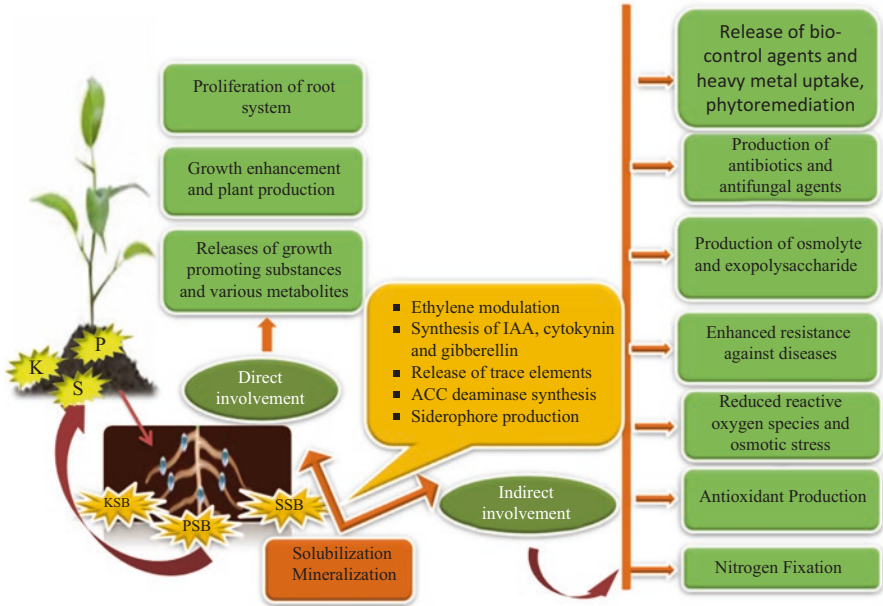 Proliferation of root
system
Growth enhancement
and plant production
Releases of growth
promoting substances
and various metabolites
K
P
S
Direct
involvement
KSB
PSB
SSB
Solubilization
Mineralization
▪ Ethylene modulation
▪ Synthesis of IAA, cytokynin
and gibberellin
▪ Release of trace elements
▪ ACC deaminase synthesis
▪ Siderophore production
Indirect
involvement
Release of bio-
control agents and
heavy metal uptake,
phytoremediation
Production of
antibiotics and
antifungal agents
Production of osmolyte
and exopolysaccharide
Enhanced resistance
against diseases
Reduced reactive
oxygen species and
osmotic stress
Antioxidant Production
Nitrogen Fixation